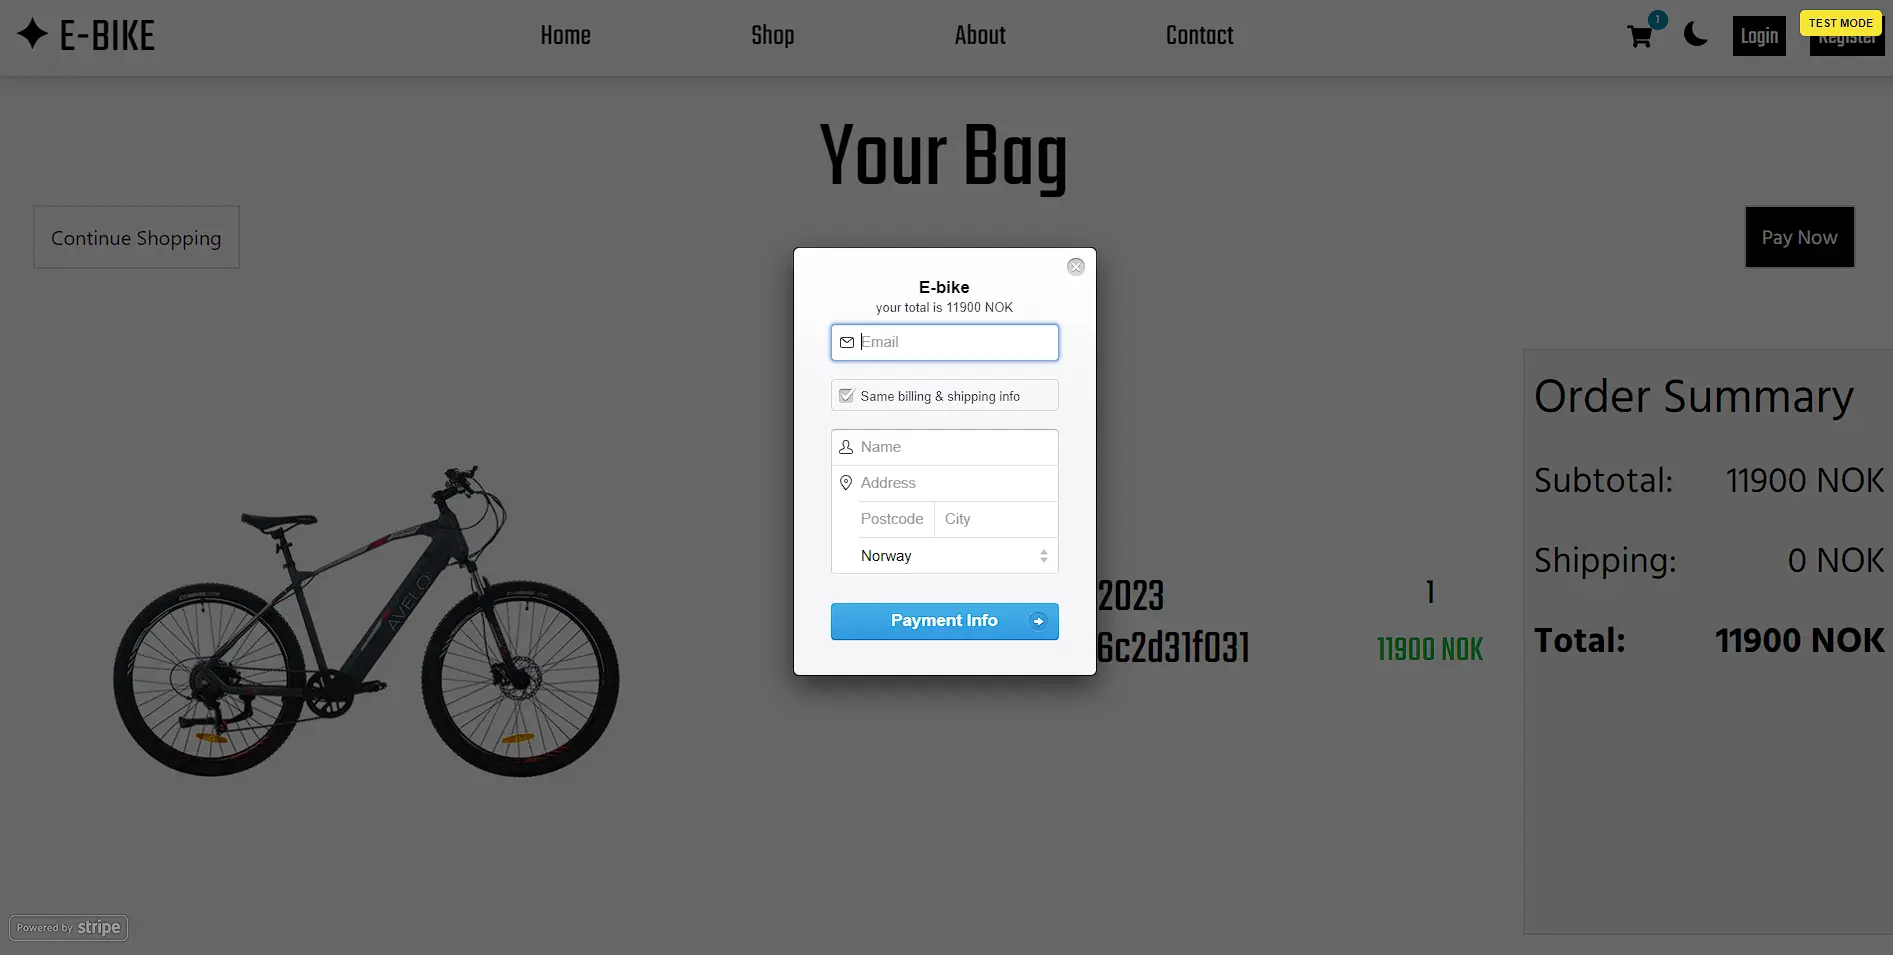 E-BIKE
Home
Shop
About
Contact
1
Login
TEST MODE
Register
Your Bag
Continue Shopping
Pay Now
E-bike
your total is 11900 NOK
Email
Same billing & shipping info
Name
Address
Postcode
City
Norway
Payment Info
2023
6c2d31f031
1
11900 NOK
Order Summary
Subtotal: 11900 NOK
Shipping: 0 NOK
Total: 11900 NOK
AVELO
Powered by stripe